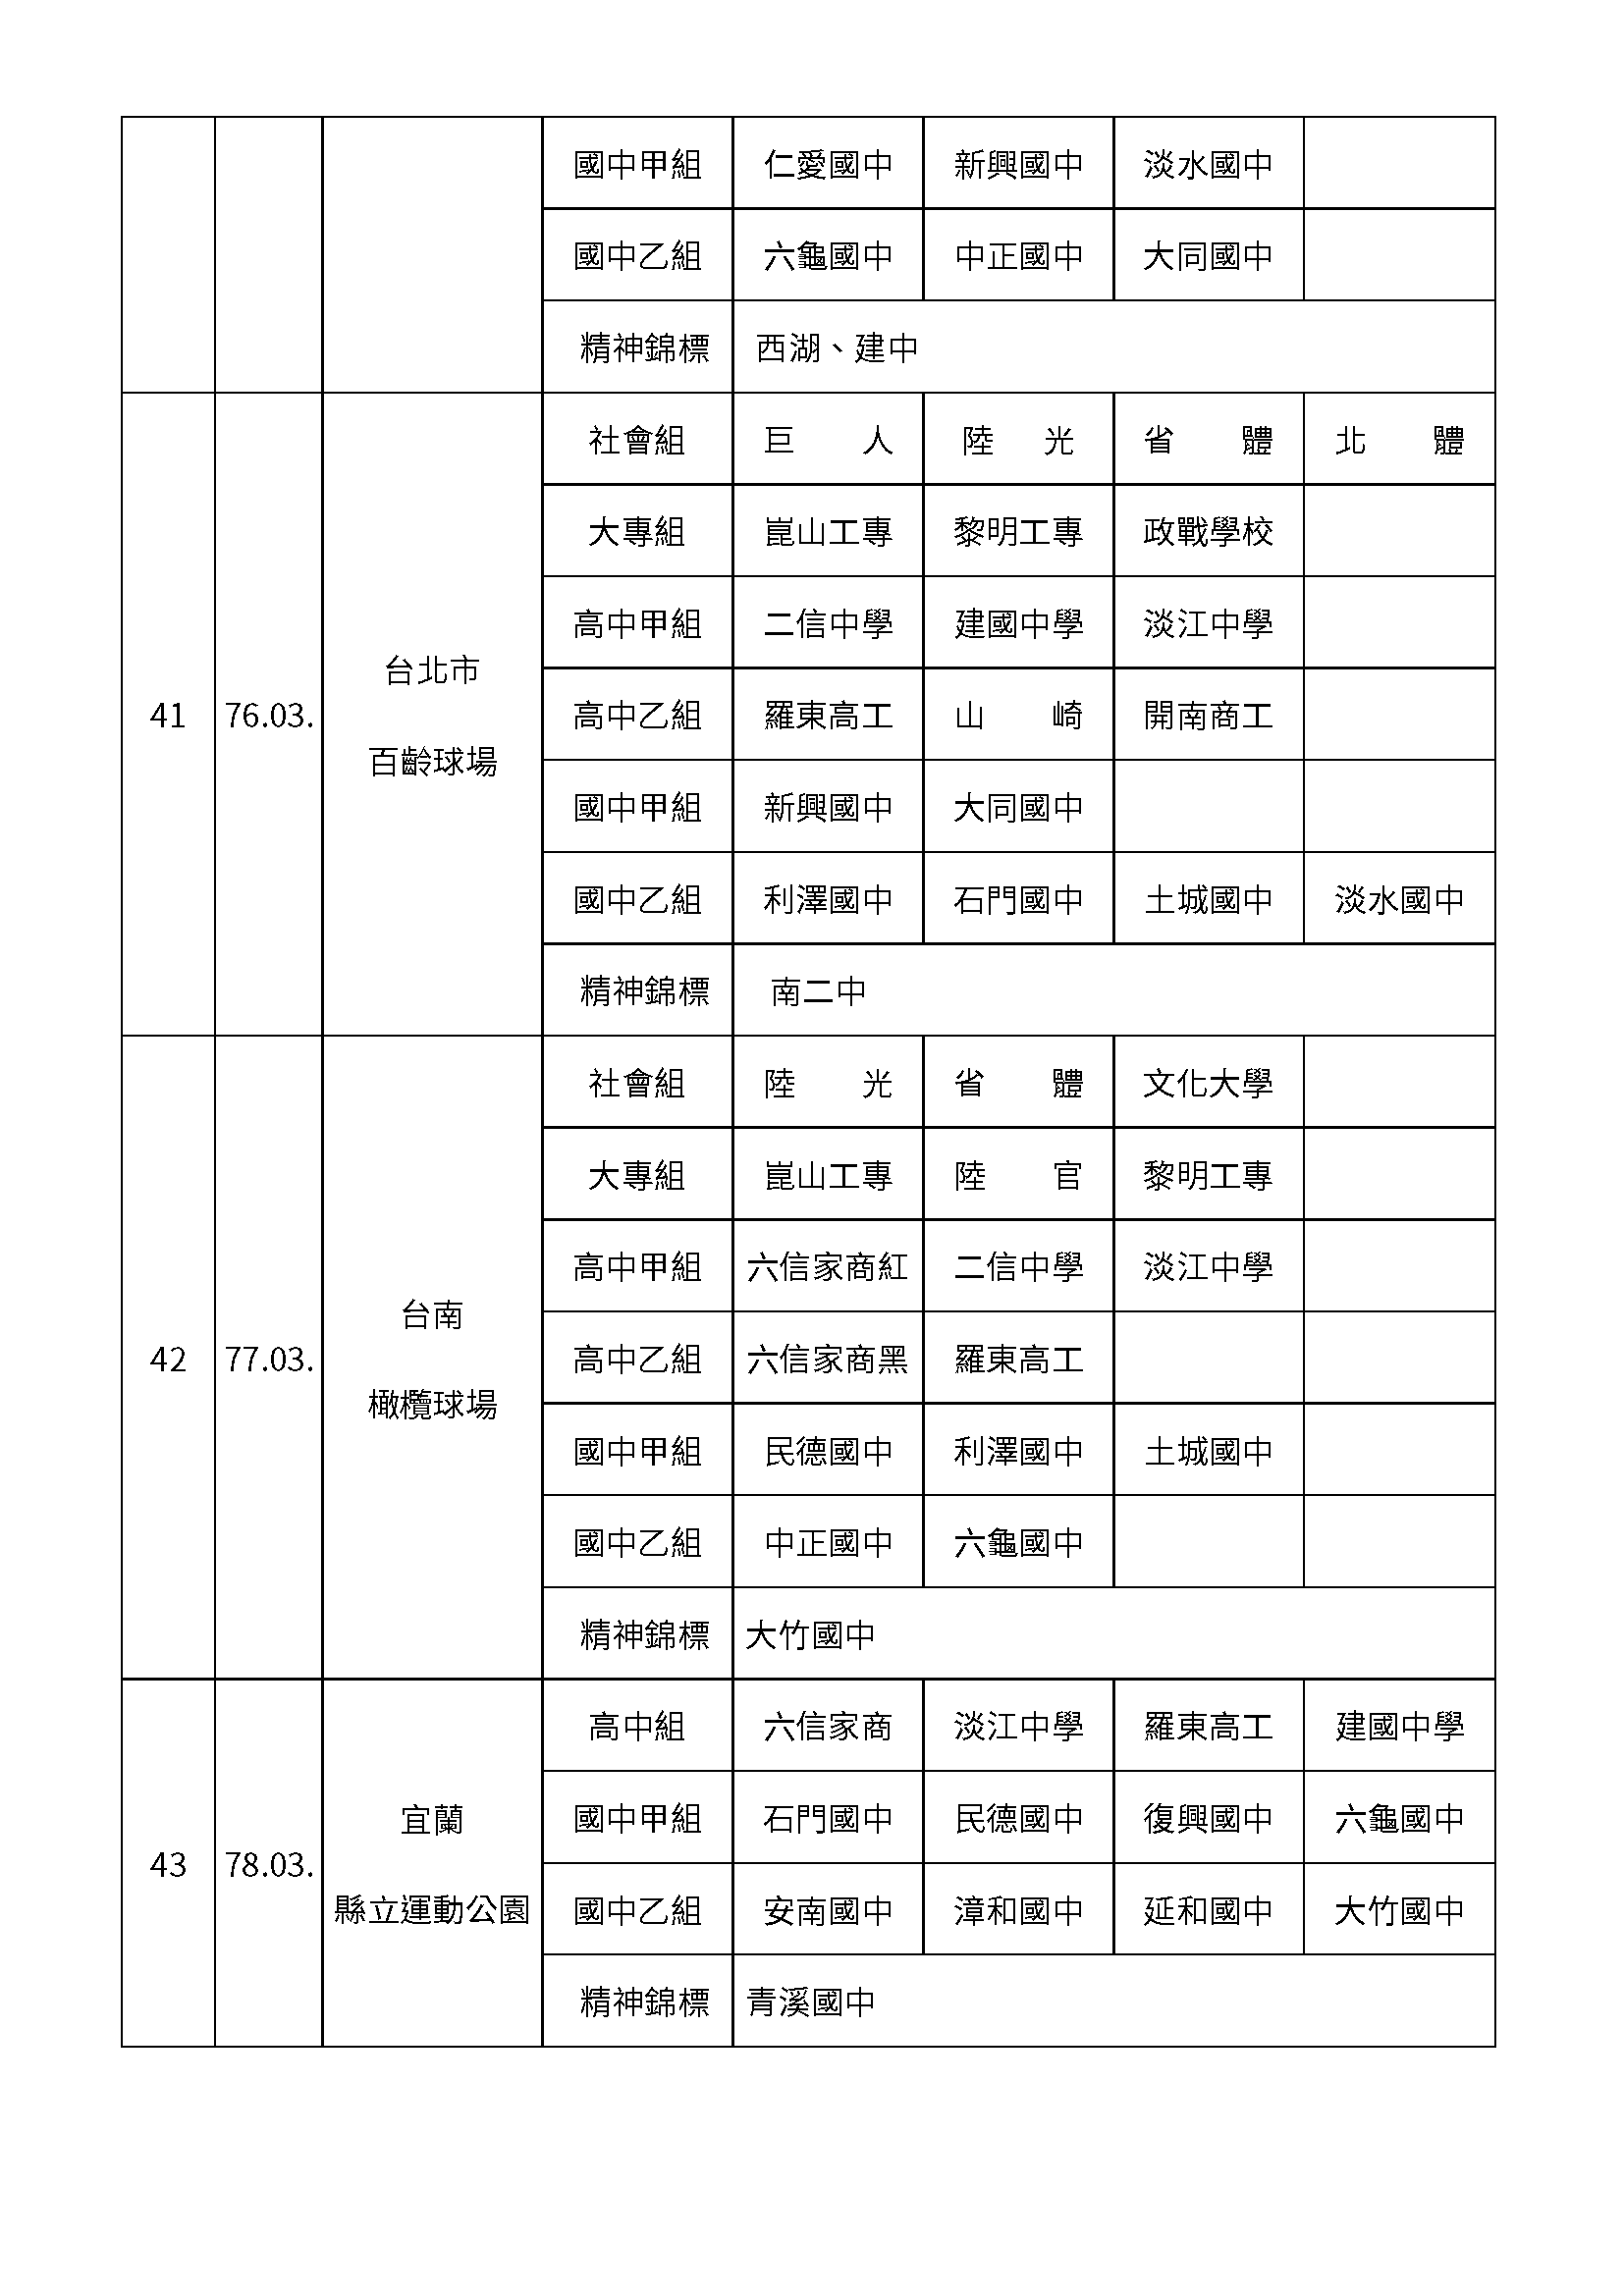 國中甲組 仁愛國中 新興國中 淡水國中
國中乙組 六龜國中 中正國中 大同國中
精神錦標 西湖、建中
41 76.03. 台北市 百齡球場
社會組 巨人 陸光 省體 北體
大專組 崑山工專 黎明工專 政戰學校
高中甲組 二信中學 建國中學 淡江中學
高中乙組 羅東高工 山崎 開南商工
國中甲組 新興國中 大同國中
國中乙組 利澤國中 石門國中 土城國中 淡水國中
精神錦標 南二中
42 77.03. 台南 橄欖球場
社會組 陸光 省體 文化大學
大專組 崑山工專 陸官 黎明工專
高中甲組 六信家商紅 二信中學 淡江中學
高中乙組 六信家商黑 羅東高工
國中甲組 民德國中 利澤國中 土城國中
國中乙組 中正國中 六龜國中
精神錦標 大竹國中
43 78.03. 宜蘭 縣立運動公園
高中組 六信家商 淡江中學 羅東高工 建國中學
國中甲組 石門國中 民德國中 復興國中 六龜國中
國中乙組 安南國中 漳和國中 延和國中 大竹國中
精神錦標 青溪國中